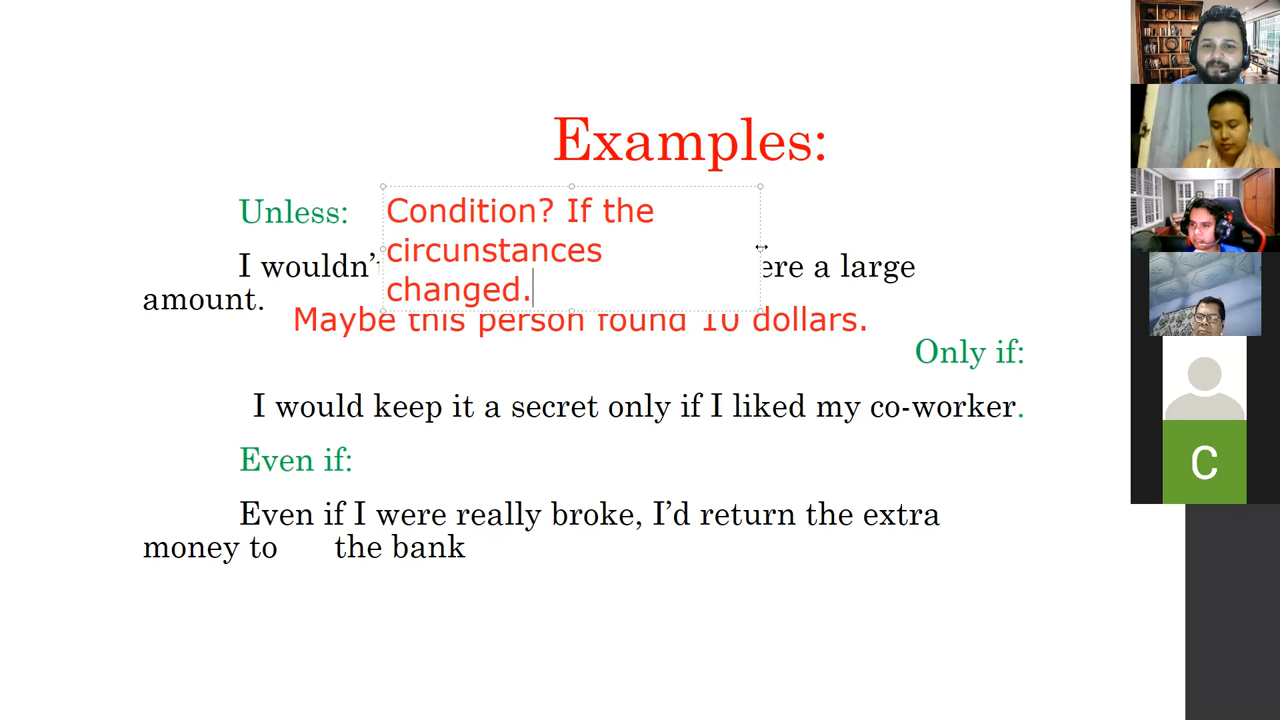 Examples:
Unless:
Condition? If the
circunstances
changed.
I wouldn't ere a large
amount.
Maybe this person found 10 dollars.
Only if:
I would keep it a secret only if I liked my co-worker.
Even if:
Even if I were really broke, I’d return the extra
money to the bank
C